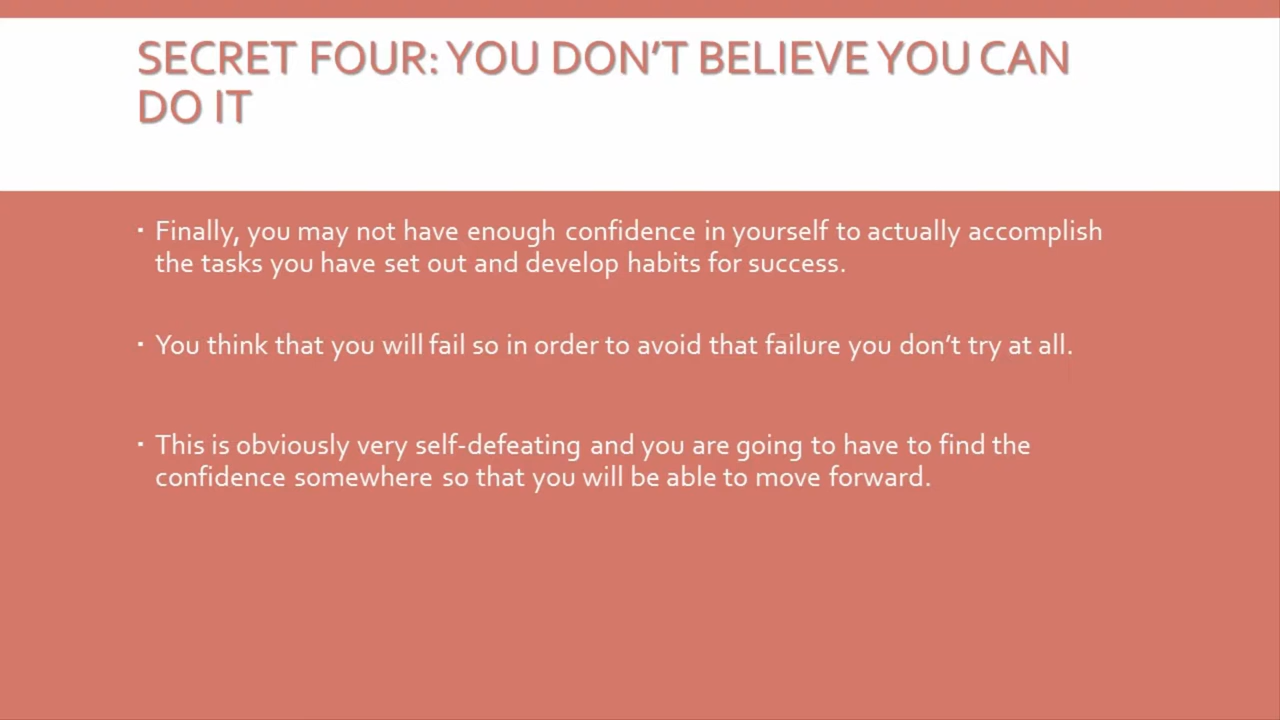 SECRET FOUR: YOU DON’T BELIEVE YOU CAN
DO IT
▪ Finally, you may not have enough confidence in yourself to actually accomplish
the tasks you have set out and develop habits for success.
▪ You think that you will fail so in order to avoid that failure you don’t try at all.
▪ This is obviously very self-defeating and you are going to have to find the
confidence somewhere so that you will be able to move forward.